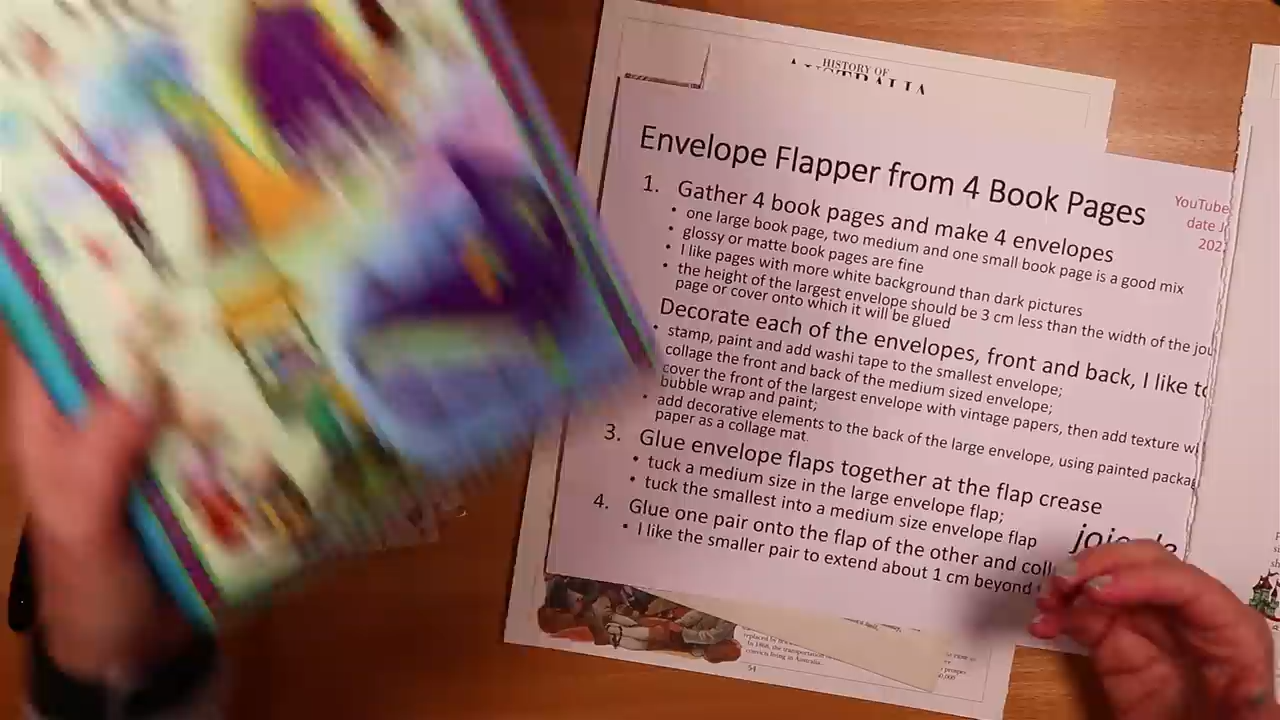 HISTORY OF
Envelope Flapper from 4 Book Pages
YouTube
date
202
1. Gather 4 book pages and make 4 envelopes
• one large book page, two medium and one small book page is a good mix
• glossy or matte book pages are fine
• I like pages with more white background than dark pictures
• the height of the largest envelope should be 3 cm less than the width of the jou
page or cover onto which it will be glued
Decorate each of the envelopes, front and back, I like to
• stamp, paint and add washi tape to the smallest envelope;
collage the front and back of the medium sized envelope;
cover the front of the largest envelope with vintage papers, then add texture w
bubble wrap and paint;
• add decorative elements to the back of the large envelope, using painted packag
paper as a collage mat.
3. Glue envelope flaps together at the flap crease
• tuck a medium size in the large envelope flap;
• tuck the smallest into a medium size envelope flap
4. Glue one pair onto the flap of the other and coll
• I like the smaller pair to extend about 1 cm beyond
54